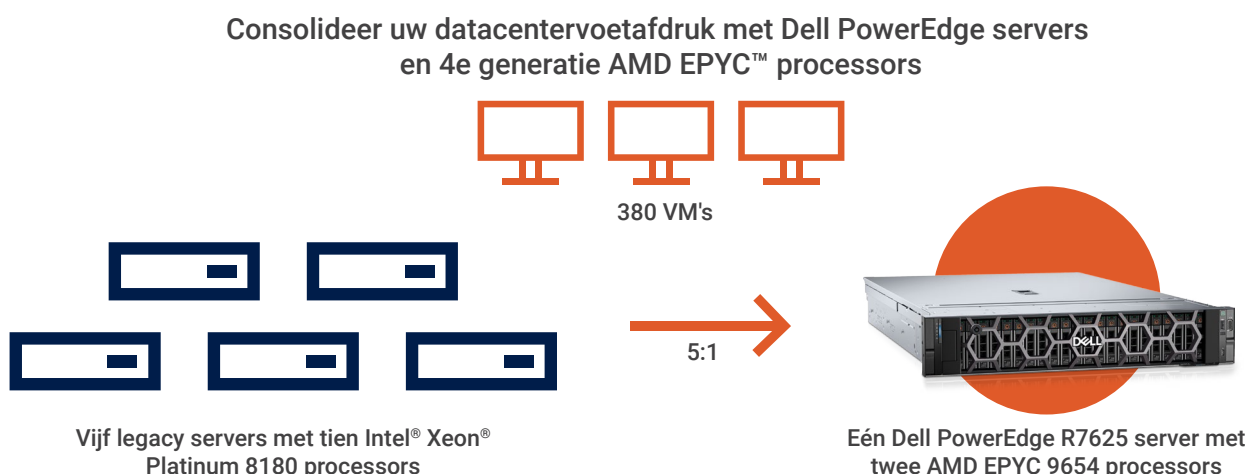 Consolideer uw datacentervoetafdruk met Dell PowerEdge servers
en 4e generatie AMD EPYC™ processors
380 VM's
5:1
DELL
Vijf legacy servers met tien Intel® Xeon®
Platinum 8180 processors
Eén Dell PowerEdge R7625 server met
twee AMD EPYC 9654 processors